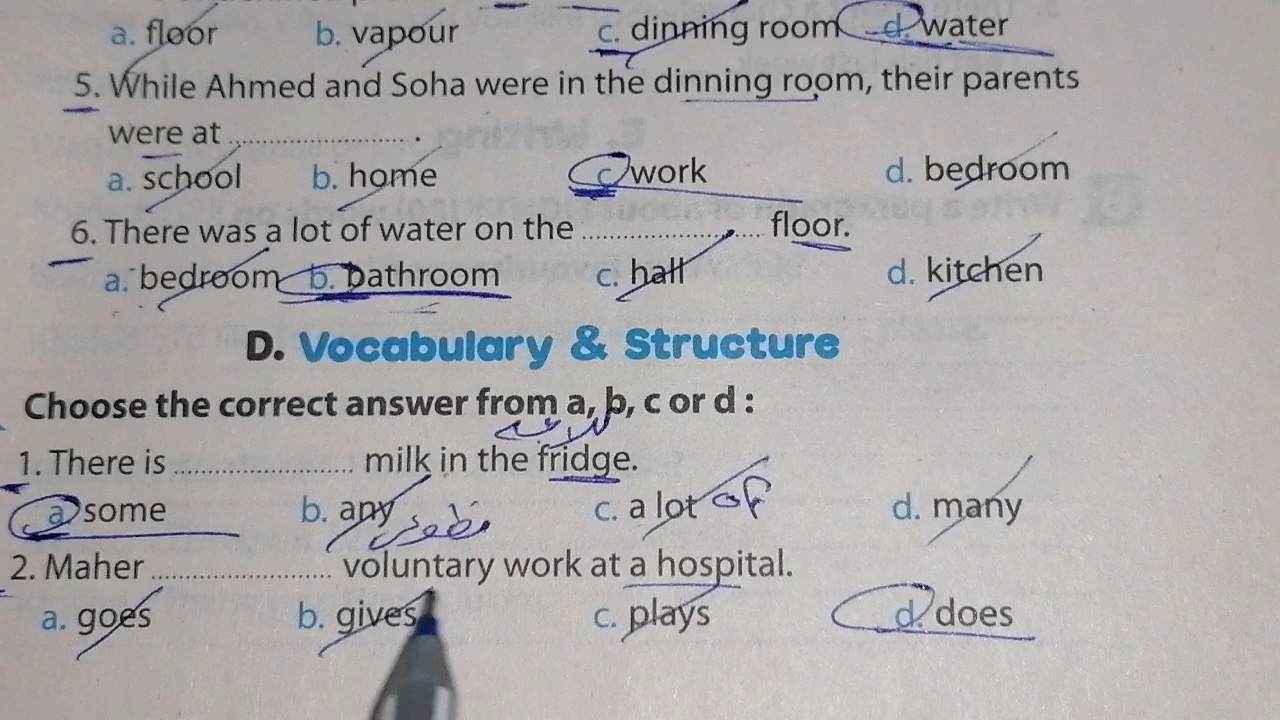 a. floor b. vapour c. dinning room d. water
5. While Ahmed and Soha were in the dinning room, their parents
were at ........................ .
a. school b. home c. work d. bedroom
6. There was a lot of water on the ........................ floor.
a. bedroom b. bathroom c. hall d. kitchen
D. Vocabulary & Structure
Choose the correct answer from a, b, c or d :
1. There is ........................ milk in the fridge.
a. some b. any c. a lot of d. many
2. Maher ........................ voluntary work at a hospital.
a. goes b. gives c. plays d. does